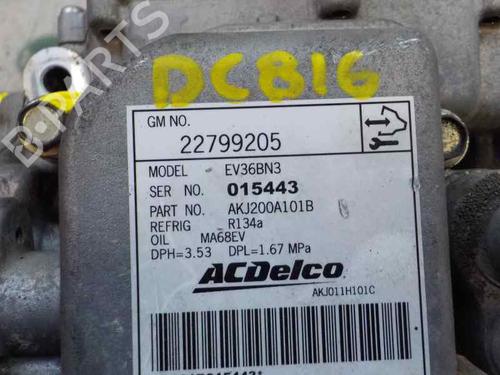 B-PARTS
DC816
GM NO.
22799205
MODEL EV36BN3
SER NO. 015443
PART NO. AKJ200A101B
REFRIG R134a
OIL MA68EV
DPH=3.53 DPL=1.67 MPa
ACDelco
AKJ011H101C